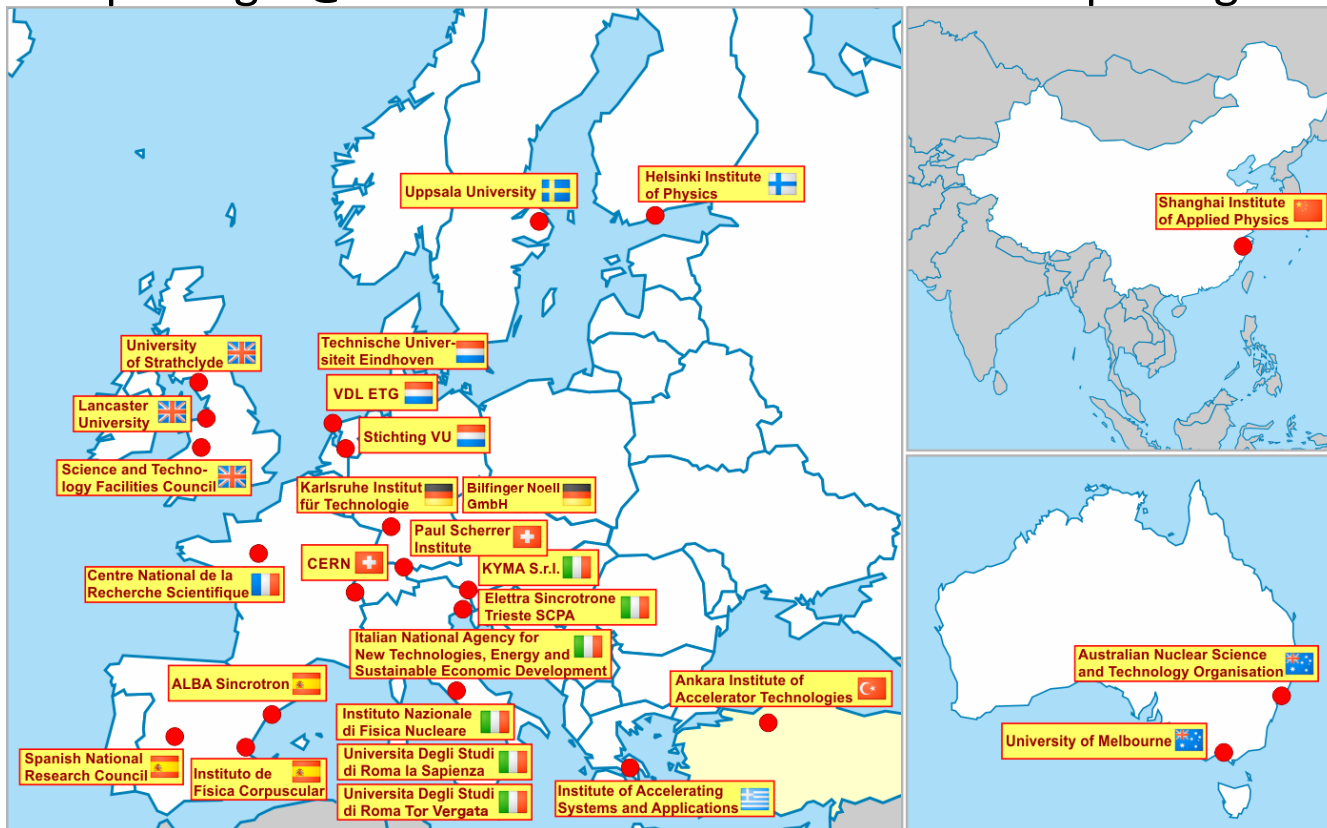 Uppsala University
Helsinki Institute
of Physics
Shanghai Institute
of Applied Physics
University
of Strathclyde
Technische Univer-
siteit Eindhoven
VDL ETG
Lancaster
University
Stichting VU
Science and Techno-
logy Facilities Council
Karlsruhe Institut
für Technologie
Bilfinger Noell
GmbH
Paul Scherrer
Institute
CERN
KYMA S.r.l.
Centre National de la
Recherche Scientifique
Elettra Sincrotrone
Trieste SCPA
Italian National Agency for
New Technologies, Energy and
Sustainable Economic Development
ALBA Sincrotron
Ankara Institute of
Accelerator Technologies
Australian Nuclear Science
and Technology Organisation
Instituto Nazionale
di Fisica Nucleare
University of Melbourne
Spanish National
Research Council
Instituto de
Física Corpuscular
Universita Degli Studi
di Roma la Sapienza
Universita Degli Studi
di Roma Tor Vergata
Institute of Accelerating
Systems and Applications